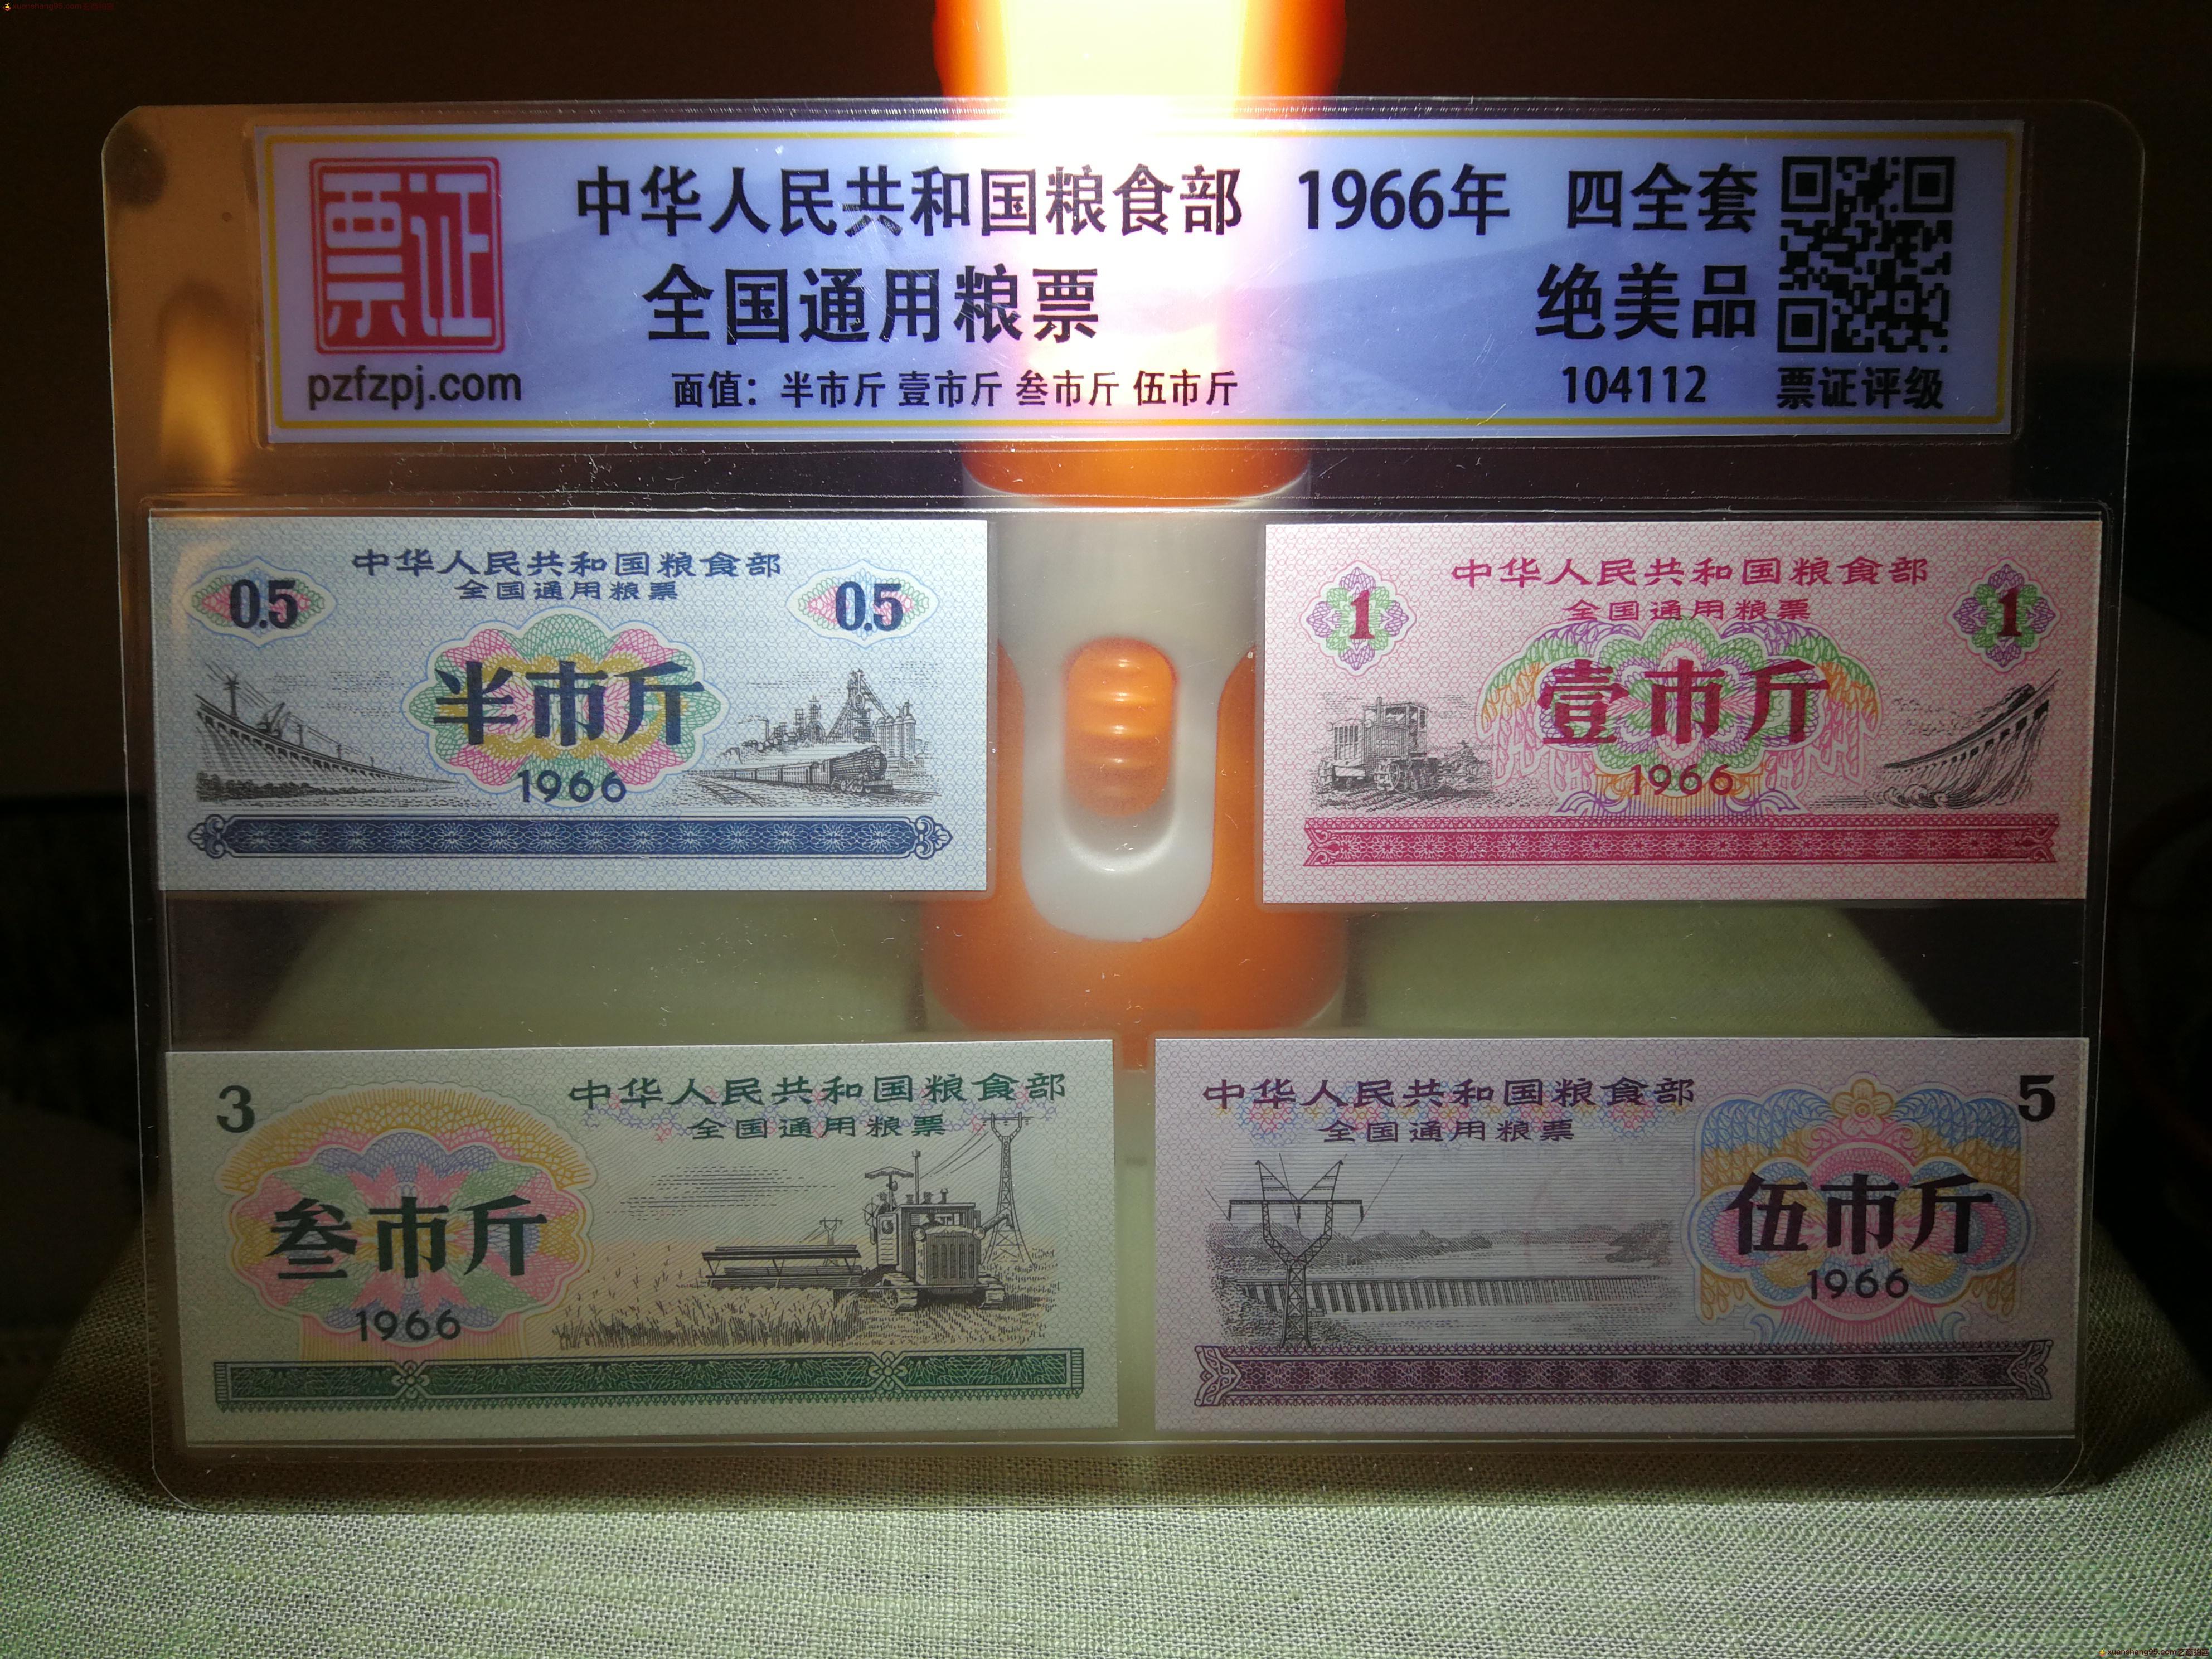 票证
中华人民共和国粮食部 1966年 四全套
全国通用粮票 绝美品
pzfzpj.com
面值：半市斤 壹市斤 叁市斤 伍市斤
104112
票证评级
中华人民共和国粮食部
全国通用粮票
0.5
0.5
半市斤
1966
中华人民共和国粮食部
全国通用粮票
1
1
壹市斤
1966
3
中华人民共和国粮食部
全国通用粮票
叁市斤
1966
中华人民共和国粮食部
全国通用粮票
5
伍市斤
1966